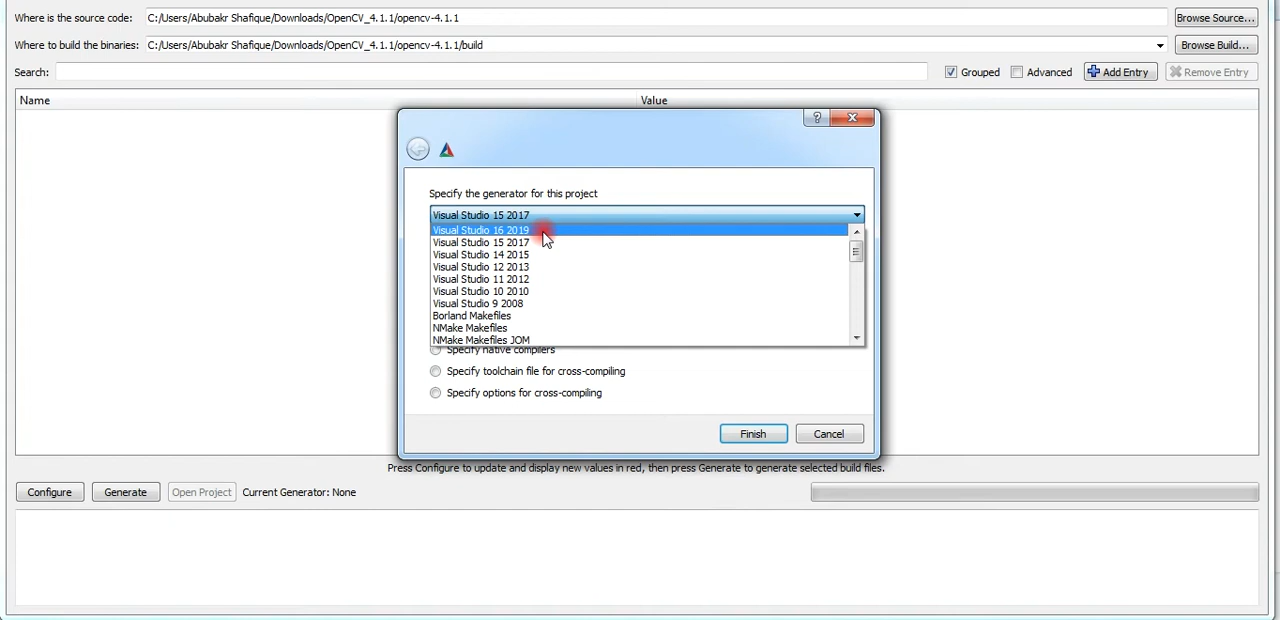 Where is the source code: C:/Users/Abubakr Shafique/Downloads/OpenCV_4.1.1/opencv-4.1.1 Browse Source...
Where to build the binaries: C:/Users/Abubakr Shafique/Downloads/OpenCV_4.1.1/opencv-4.1.1/build Browse Build...
Search: Grouped Advanced Add Entry Remove Entry
Name Value
?
Specify the generator for this project
Visual Studio 15 2017
Visual Studio 16 2019
Visual Studio 15 2017
Visual Studio 14 2015
Visual Studio 12 2013
Visual Studio 11 2012
Visual Studio 10 2010
Visual Studio 9 2008
Borland Makefiles
NMake Makefiles
NMake Makefiles JOM
Specify native compilers
Specify toolchain file for cross-compiling
Specify options for cross-compiling
Finish Cancel
Press Configure to update and display new values in red, then press Generate to generate selected build files.
Configure Generate Open Project Current Generator: None